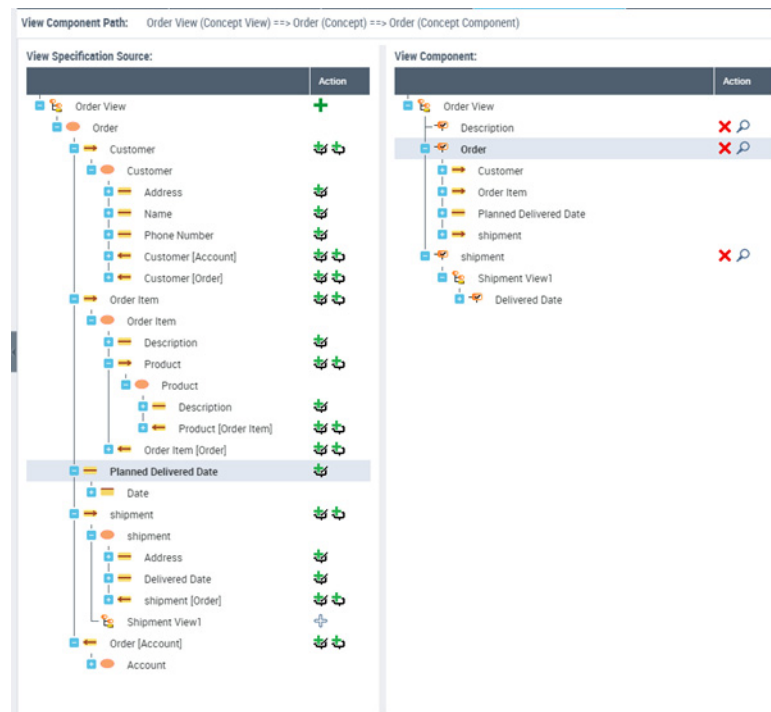 View Component Path: Order View (Concept View) ==> Order (Concept) ==> Order (Concept Component)
View Specification Source:
Action
Order View
Order
Customer
Customer
Address
Name
Phone Number
Customer [Account]
Customer [Order]
Order Item
Order Item
Description
Product
Product
Description
Product [Order Item]
Order Item [Order]
Planned Delivered Date
Date
shipment
shipment
Address
Delivered Date
shipment [Order]
Shipment View1
Order [Account]
Account
View Component:
Action
Order View
Description
Order
Customer
Order Item
Planned Delivered Date
shipment
shipment
Shipment View1
Delivered Date